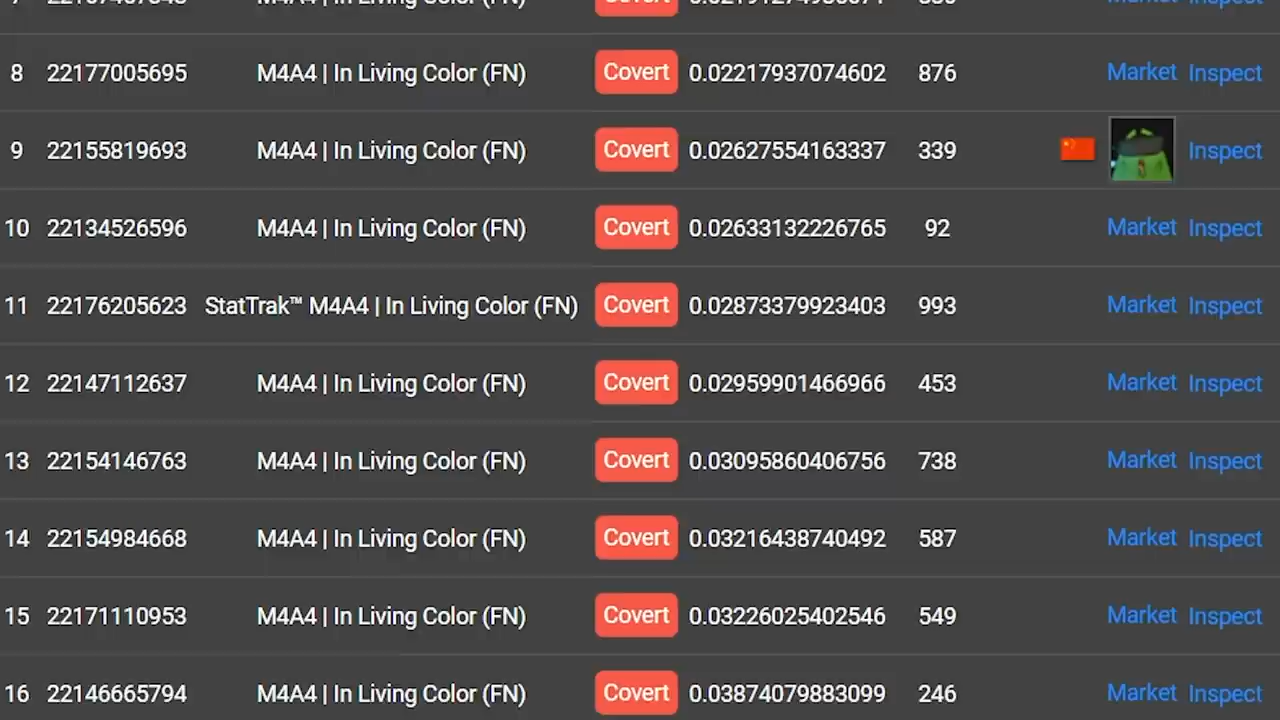 8 22177005695 M4A4 | In Living Color (FN) Covert 0.02217937074602 876 Market Inspect
9 22155819693 M4A4 | In Living Color (FN) Covert 0.02627554163337 339 Inspect
10 22134526596 M4A4 | In Living Color (FN) Covert 0.02633132226765 92 Market Inspect
11 22176205623 StatTrak™ M4A4 | In Living Color (FN) Covert 0.02873379923403 993 Market Inspect
12 22147112637 M4A4 | In Living Color (FN) Covert 0.02959901466966 453 Market Inspect
13 22154146763 M4A4 | In Living Color (FN) Covert 0.03095860406756 738 Market Inspect
14 22154984668 M4A4 | In Living Color (FN) Covert 0.03216438740492 587 Market Inspect
15 22171110953 M4A4 | In Living Color (FN) Covert 0.03226025402546 549 Market Inspect
16 22146665794 M4A4 | In Living Color (FN) Covert 0.03874079883099 246 Market Inspect